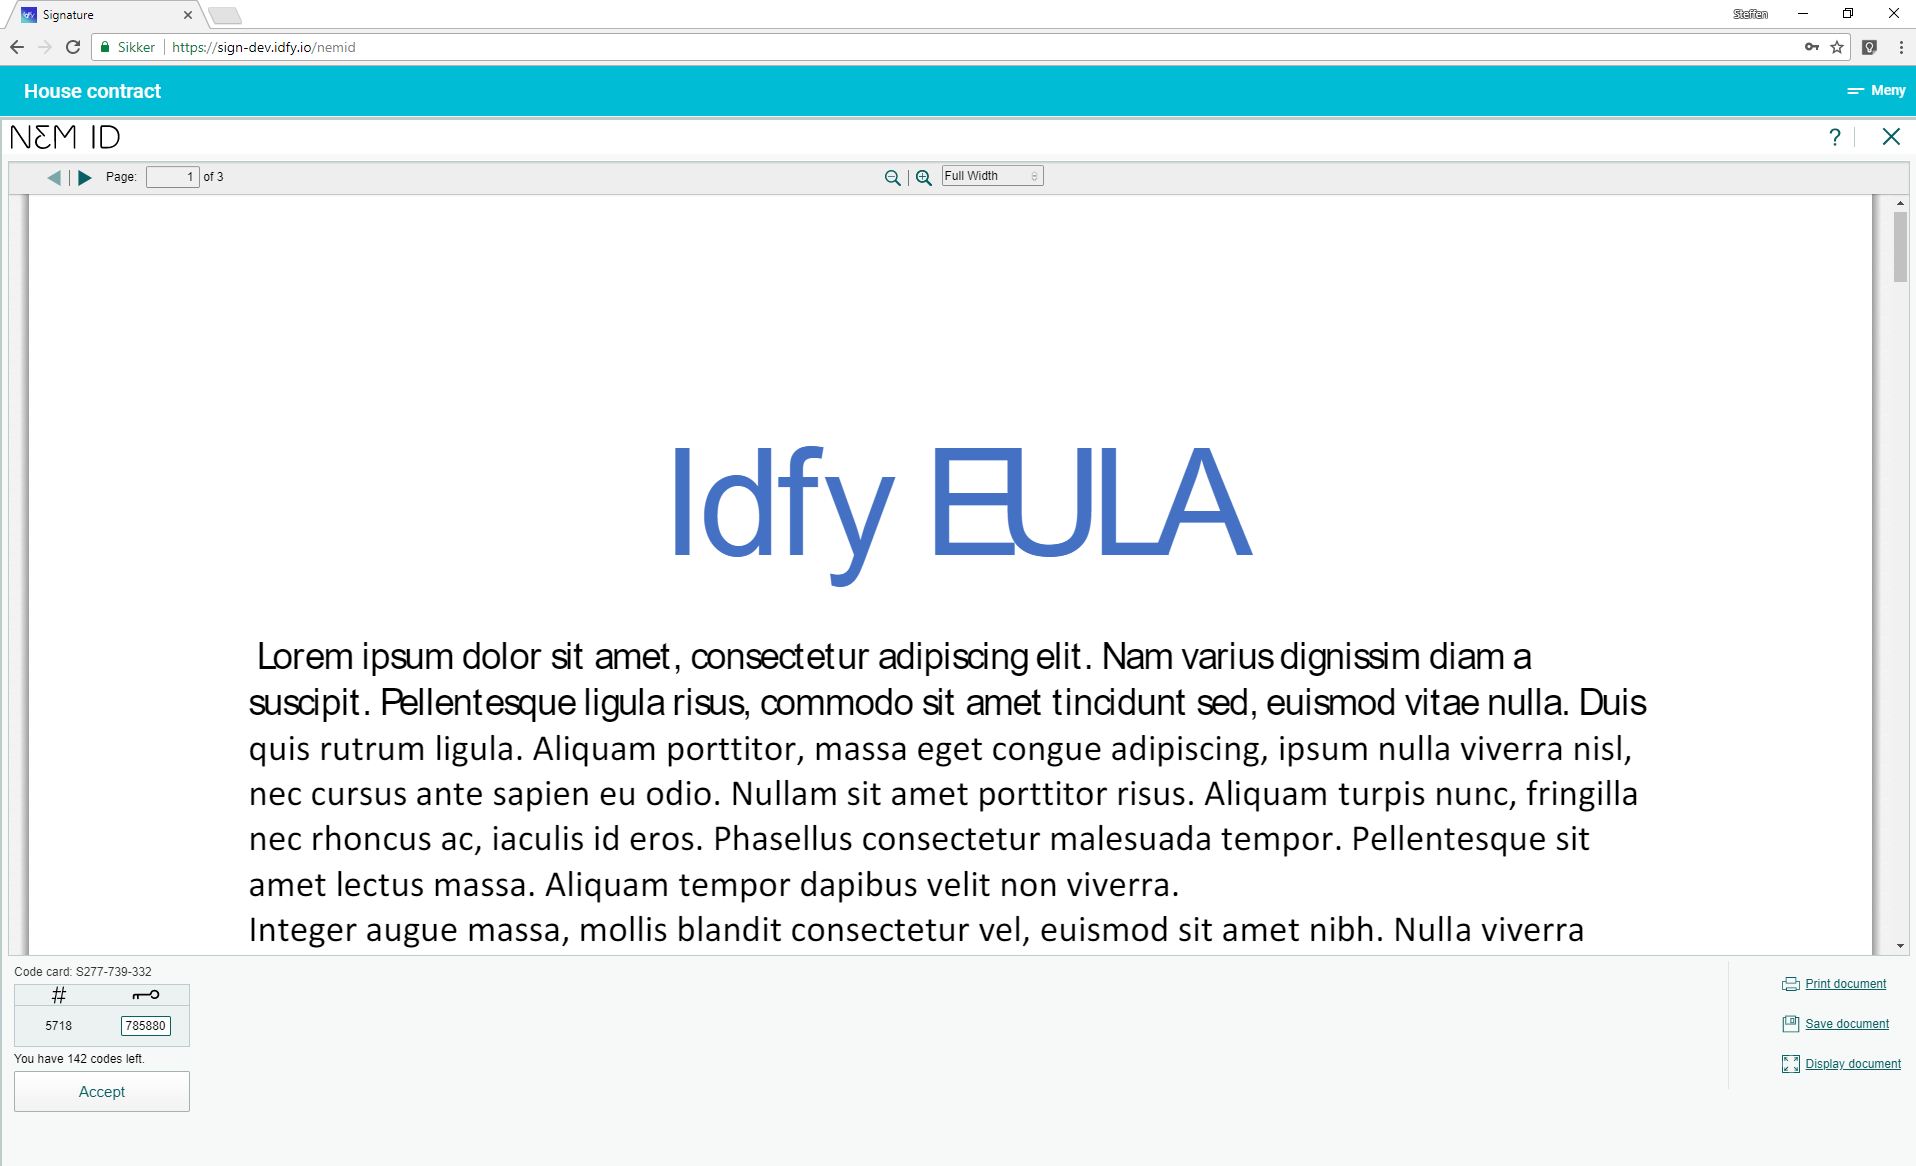 Signature
Steffen
Sikker
https://sign-dev.idfy.io/nemid
House contract
Meny
NEM ID
?
Page: 1 of 3
Full Width
Idfy EULA
Lorem ipsum dolor sit amet, consectetur adipiscing elit. Nam varius dignissim diam a
suscipit. Pellentesque ligula risus, commodo sit amet tincidunt sed, euismod vitae nulla. Duis
quis rutrum ligula. Aliquam porttitor, massa eget congue adipiscing, ipsum nulla viverra nisl,
nec cursus ante sapien eu odio. Nullam sit amet porttitor risus. Aliquam turpis nunc, fringilla
nec rhoncus ac, iaculis id eros. Phasellus consectetur malesuada tempor. Pellentesque sit
amet lectus massa. Aliquam tempor dapibus velit non viverra.
Integer augue massa, mollis blandit consectetur vel, euismod sit amet nibh. Nulla viverra
Code card: S277-739-332
#
5718 785880
You have 142 codes left.
Accept
Print document
Save document
Display document